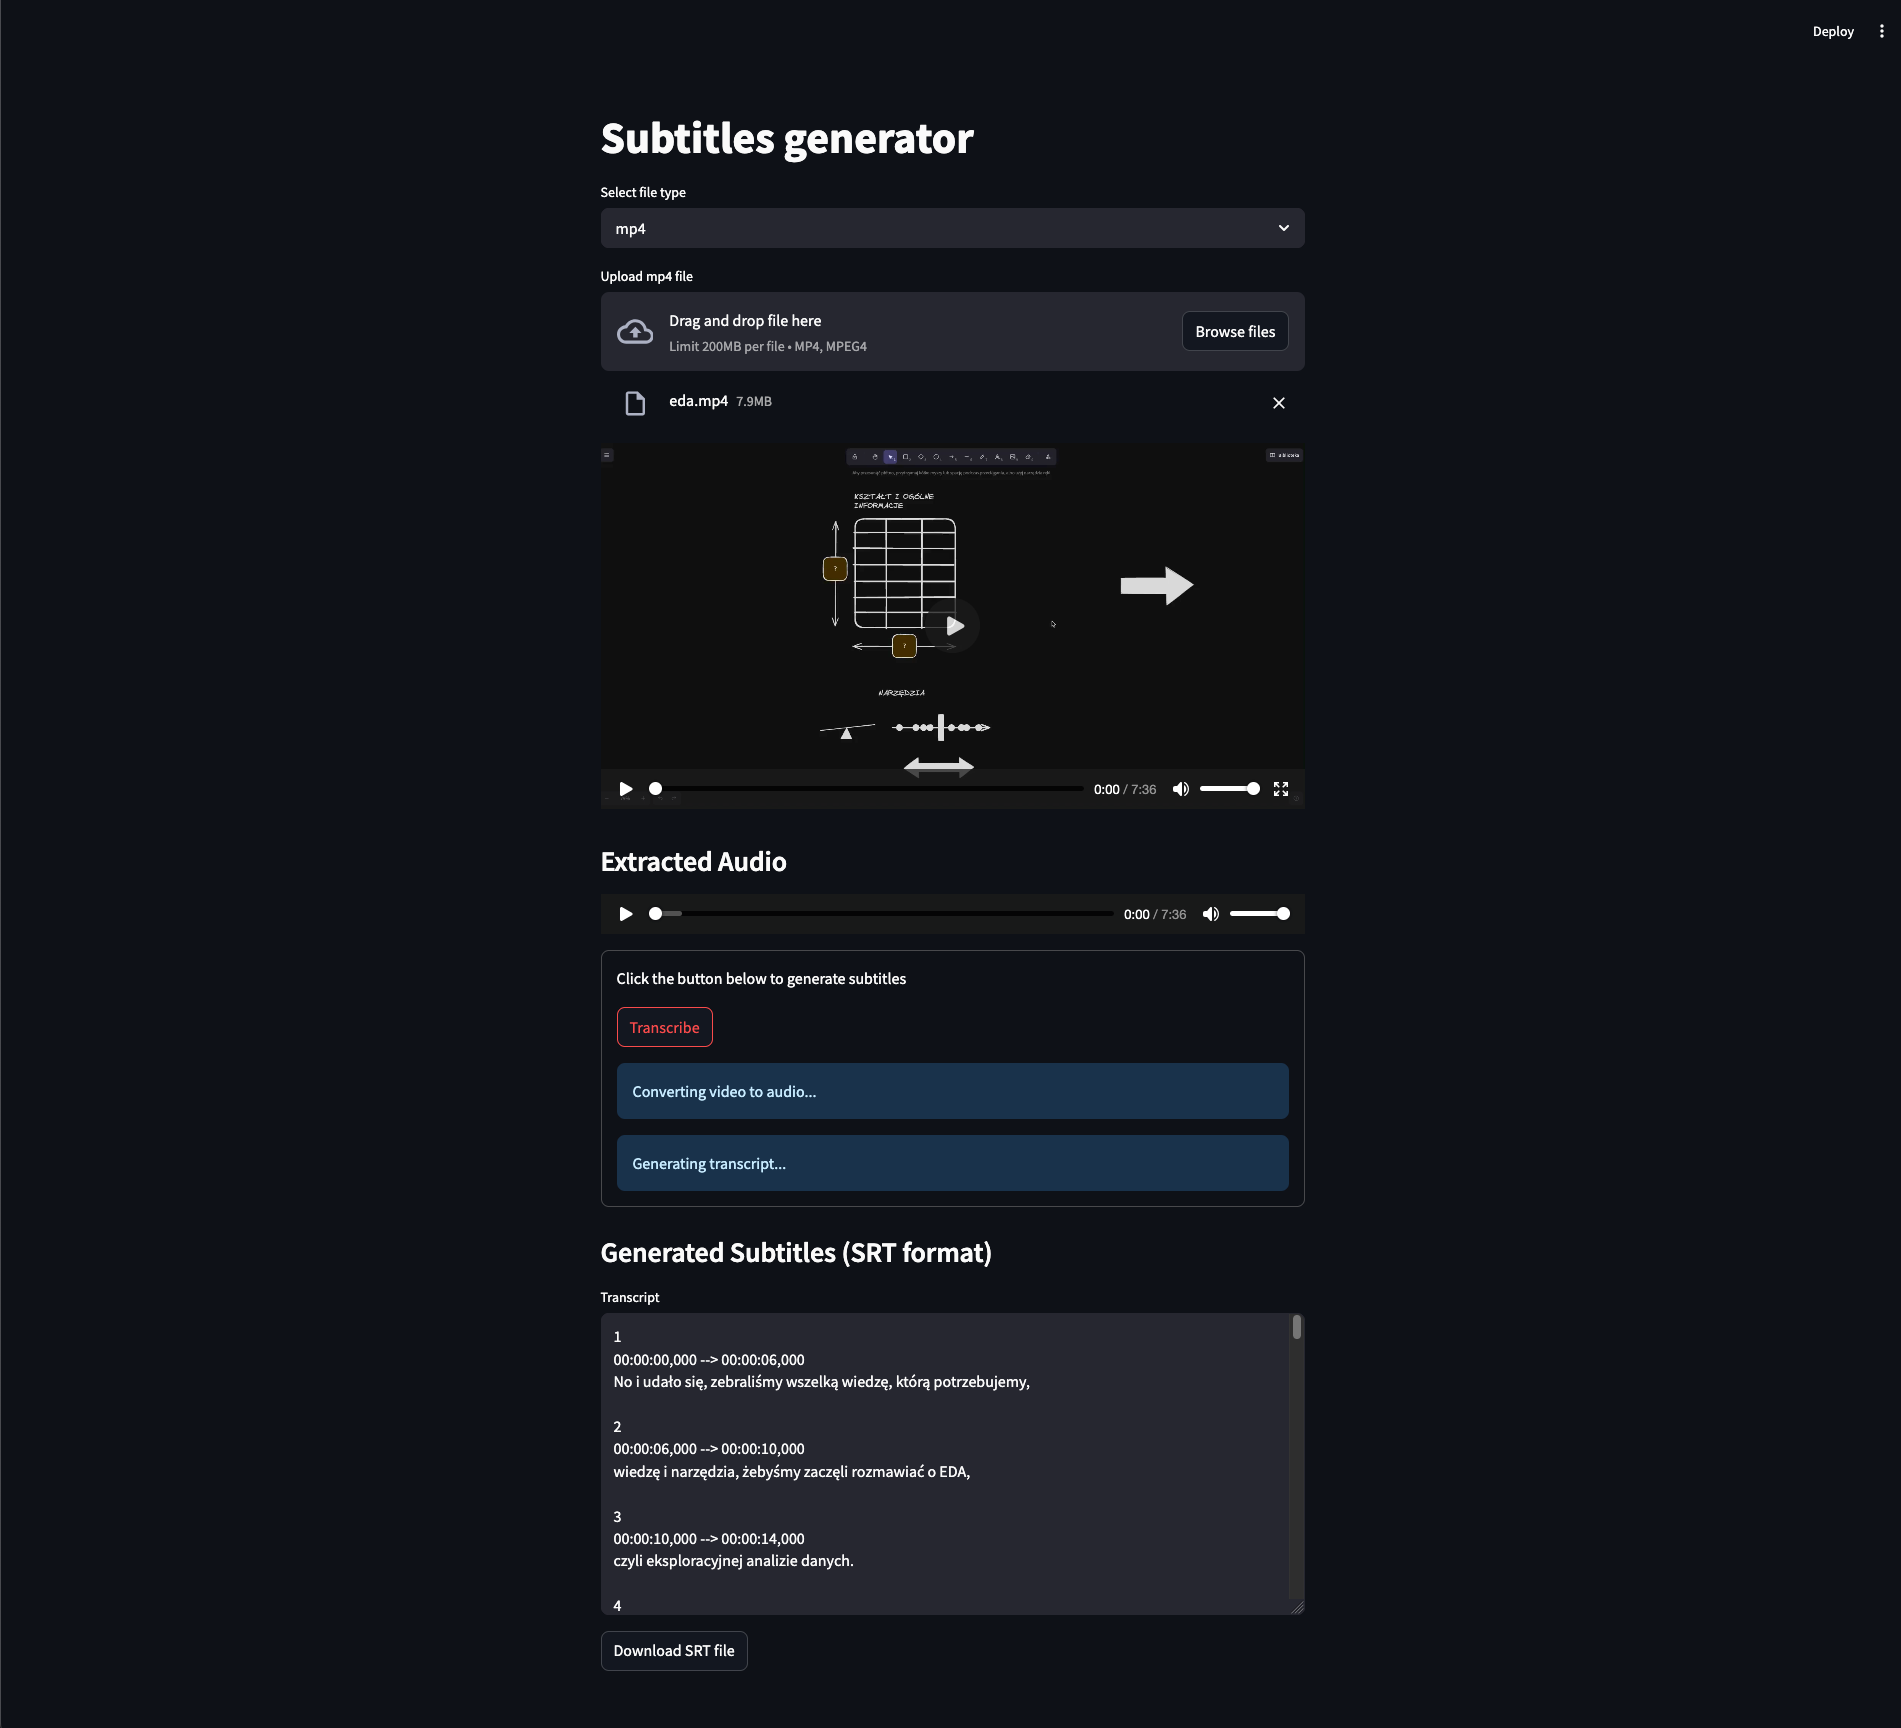 Deploy
Subtitles generator
Select file type
mp4
Upload mp4 file
Drag and drop file here
Limit 200MB per file • MP4, MPEG4
Browse files
eda.mp4 7.9MB
Biblioteka
KSZTAŁT I OGÓLNE
INFORMACJE
?
?
NARZĘDZIA
0:00 / 7:36
Extracted Audio
0:00 / 7:36
Click the button below to generate subtitles
Transcribe
Converting video to audio...
Generating transcript...
Generated Subtitles (SRT format)
Transcript
1
00:00:00,000 --> 00:00:06,000
No i udało się, zebraliśmy wszelką wiedzę, którą potrzebujemy,
2
00:00:06,000 --> 00:00:10,000
wiedzę i narzędzia, żebyśmy zaczęli rozmawiać o EDA,
3
00:00:10,000 --> 00:00:14,000
czyli eksploracyjnej analizie danych.
4
Download SRT file